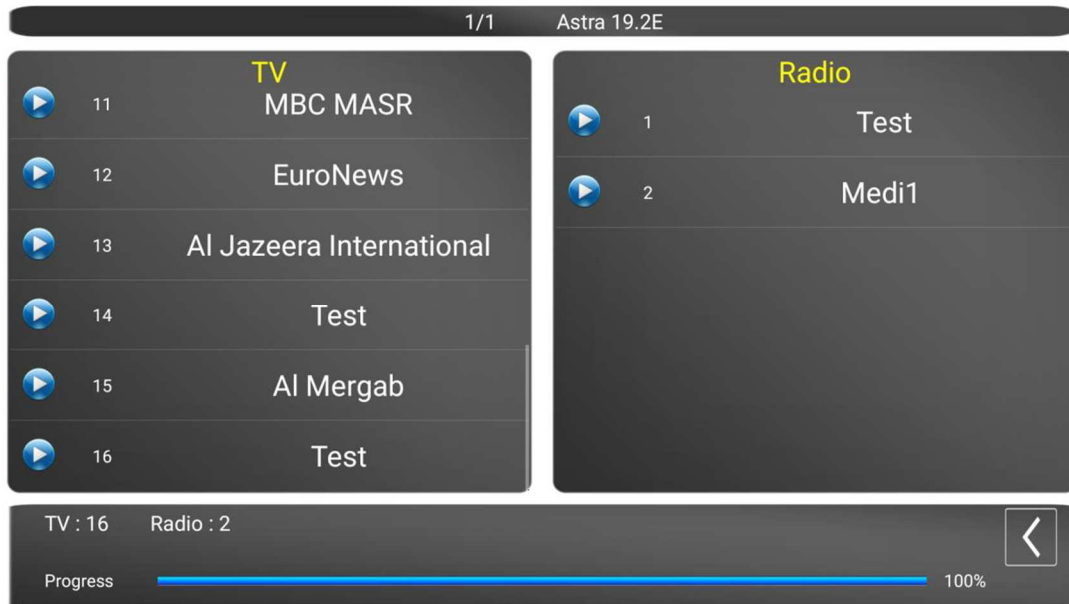 1/1 Astra 19.2E
TV
11 MBC MASR
12 EuroNews
13 Al Jazeera International
14 Test
15 Al Mergab
16 Test
Radio
1 Test
2 Medi1
TV : 16 Radio : 2
Progress 100%